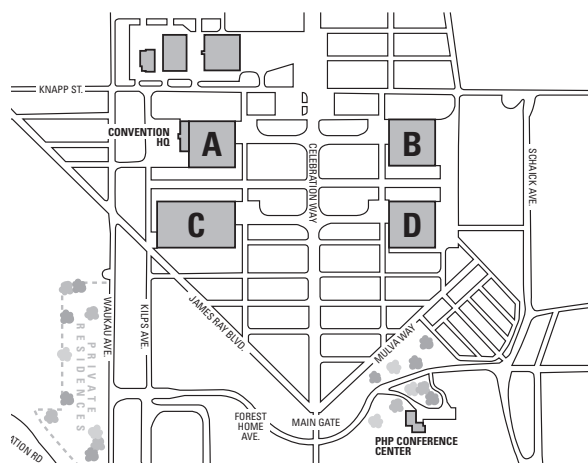 KNAPP ST.
CONVENTION
HQ
A
B
C
D
CELEBRATION WAY
SCHAICK AVE.
WAUKAU AVE.
KILPS AVE.
JAMES RAY BLVD.
MULVA WAY
PRIVATE
RESIDENCES
FOREST
HOME
AVE.
MAIN GATE
PHP CONFERENCE
CENTER
ATION RD